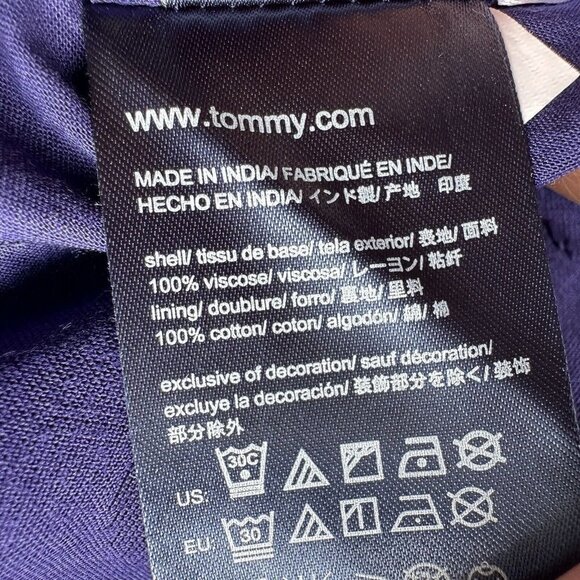 www.tommy.com
MADE IN INDIA/ FABRIQUÉ EN INDE/
HECHO EN INDIA/ インド製/ 产地 印度
shell/ tissu de base/ tela exterior/ 表地/ 面料
100% viscose/ viscosa/ レーヨン/ 粘纤
lining/ doublure/ forro/ 裏地/ 里料
100% cotton/ coton/ algodón/ 綿/ 棉
exclusive of decoration/ sauf décoration/
excluye la decoración/ 装飾部分を除く/ 装饰
部分除外
US: 30C
EU: 30